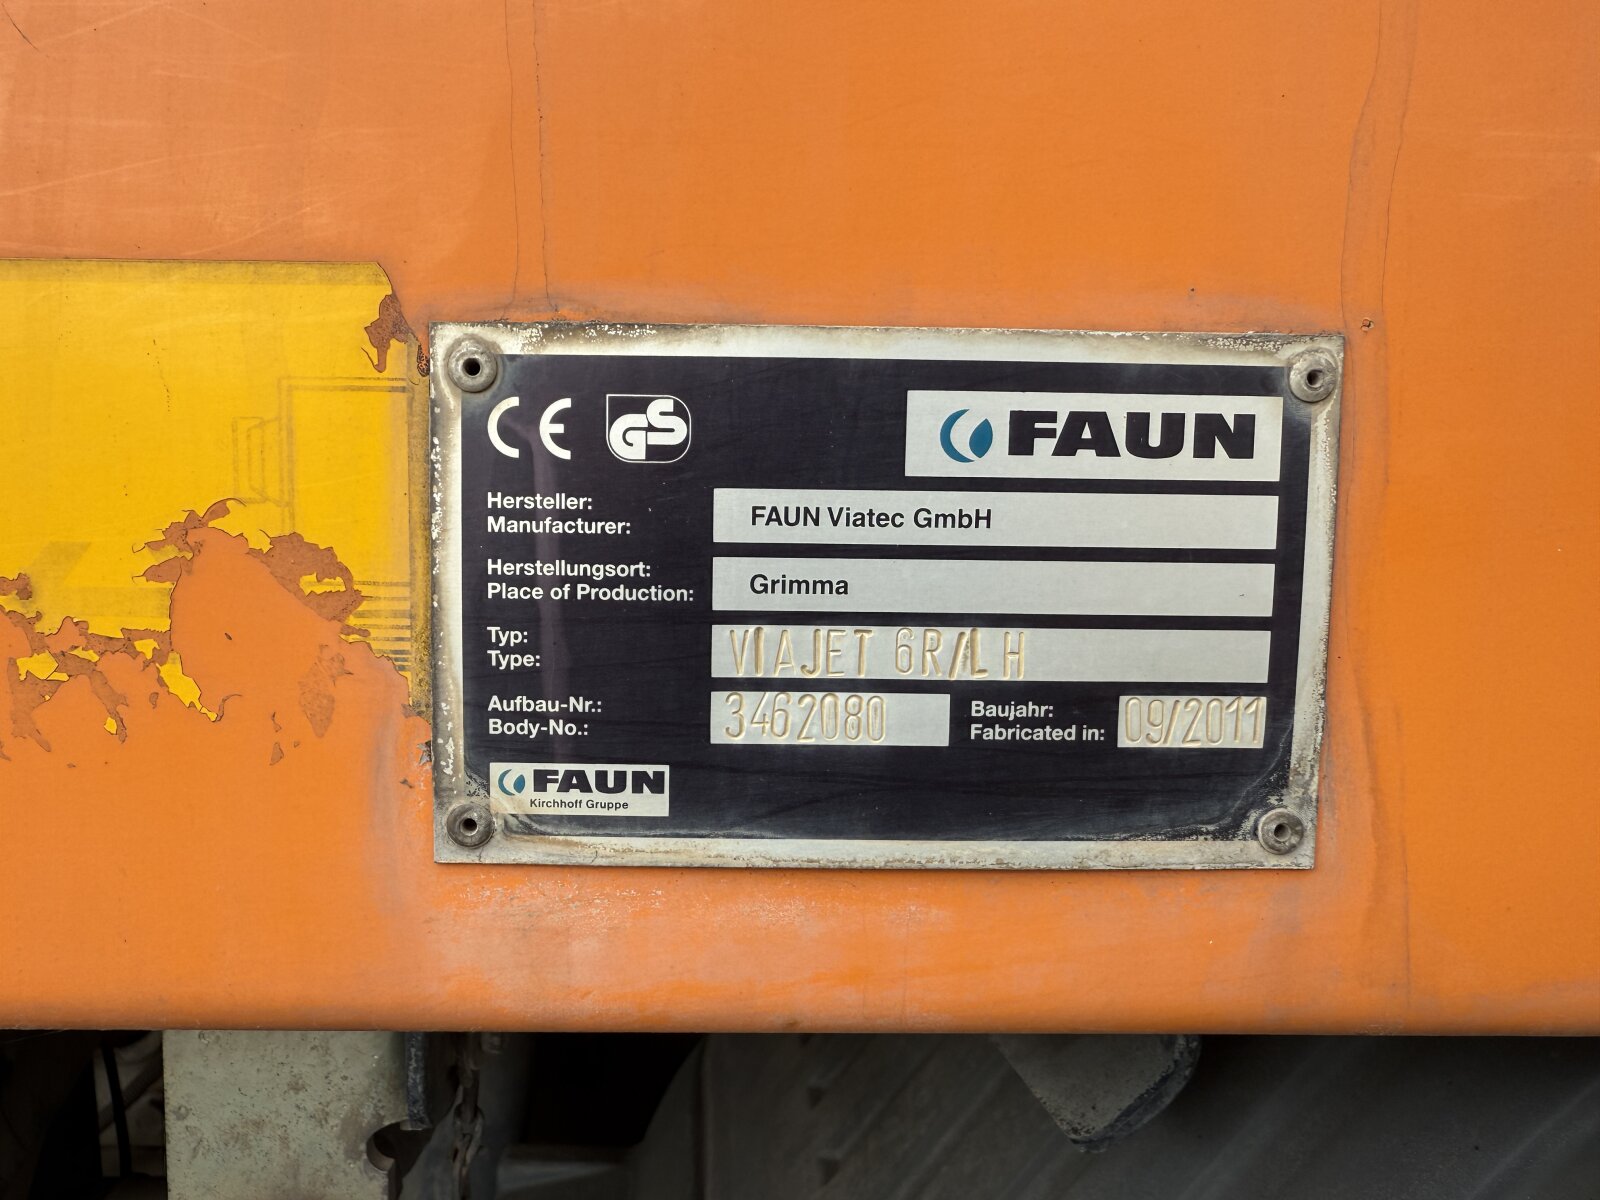 CE GS FAUN
Hersteller:
Manufacturer: FAUN Viatec GmbH
Herstellungsort:
Place of Production: Grimma
Typ:
Type: VIAJET 6R/LH
Aufbau-Nr.:
Body-No.: 3462080
Baujahr:
Fabricated in: 09/2011
FAUN
Kirchhoff Gruppe